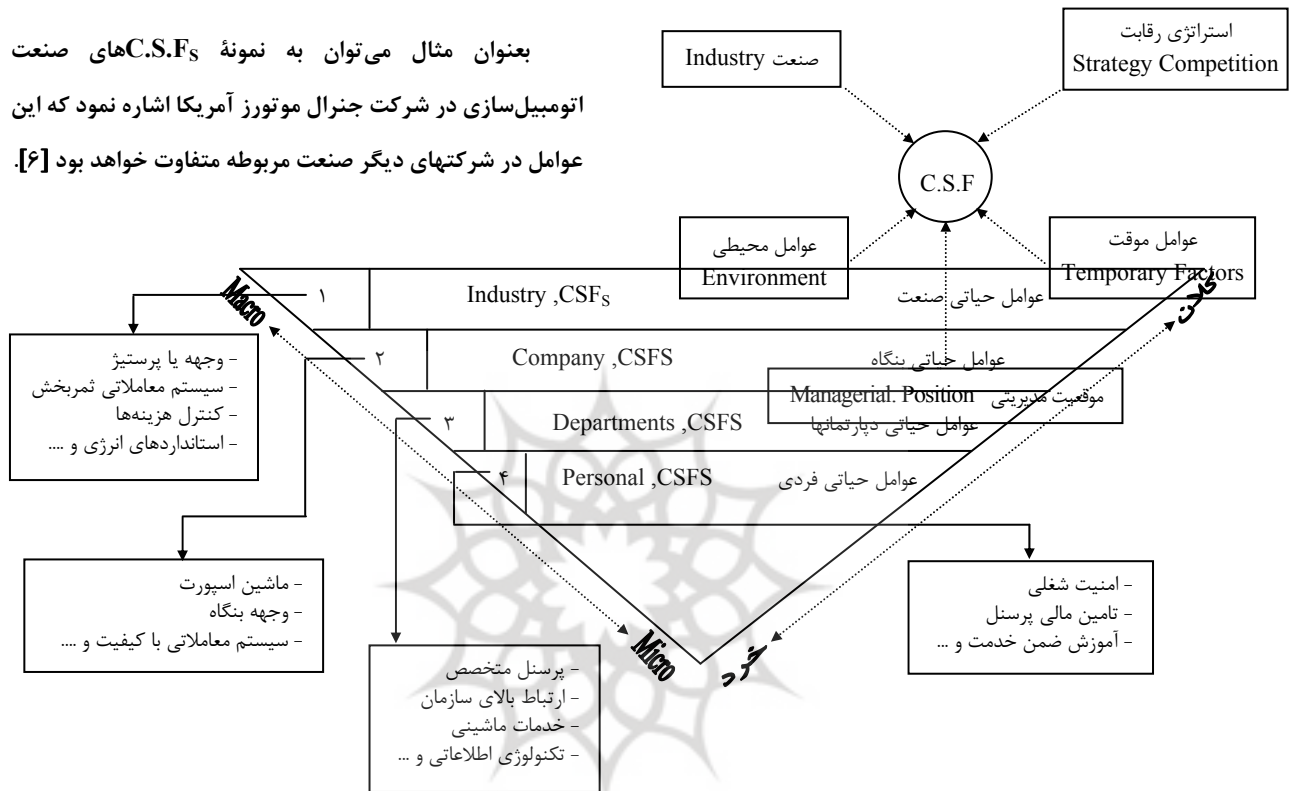 بعنوان مثال می‌توان به نمونهٔ C.S.FSهای صنعت
اتومبیل‌سازی در شرکت جنرال موتورز آمریکا اشاره نمود که این
عوامل در شرکتهای دیگر صنعت مربوطه متفاوت خواهد بود [۶].
صنعت Industry
استراتژی رقابت
Strategy Competition
C.S.F
عوامل محیطی
Environment
عوامل موقت
Temporary Factors
موقعیت مدیریتی Managerial. Position
Macro
کلان
۱
Industry ,CSFS
عوامل حیاتی صنعت
۲
Company ,CSFS
عوامل حیاتی بنگاه
۳
Departments ,CSFS
عوامل حیاتی دپارتمانها
۴
Personal ,CSFS
عوامل حیاتی فردی
Micro
خرد
- وجهه یا پرستیژ
- سیستم معاملاتی ثمربخش
- کنترل هزینه‌ها
- استانداردهای انرژی و ....
- ماشین اسپورت
- وجهه بنگاه
- سیستم معاملاتی با کیفیت و ....
- پرسنل متخصص
- ارتباط بالای سازمان
- خدمات ماشینی
- تکنولوژی اطلاعاتی و ...
- امنیت شغلی
- تامین مالی پرسنل
- آموزش ضمن خدمت و ...